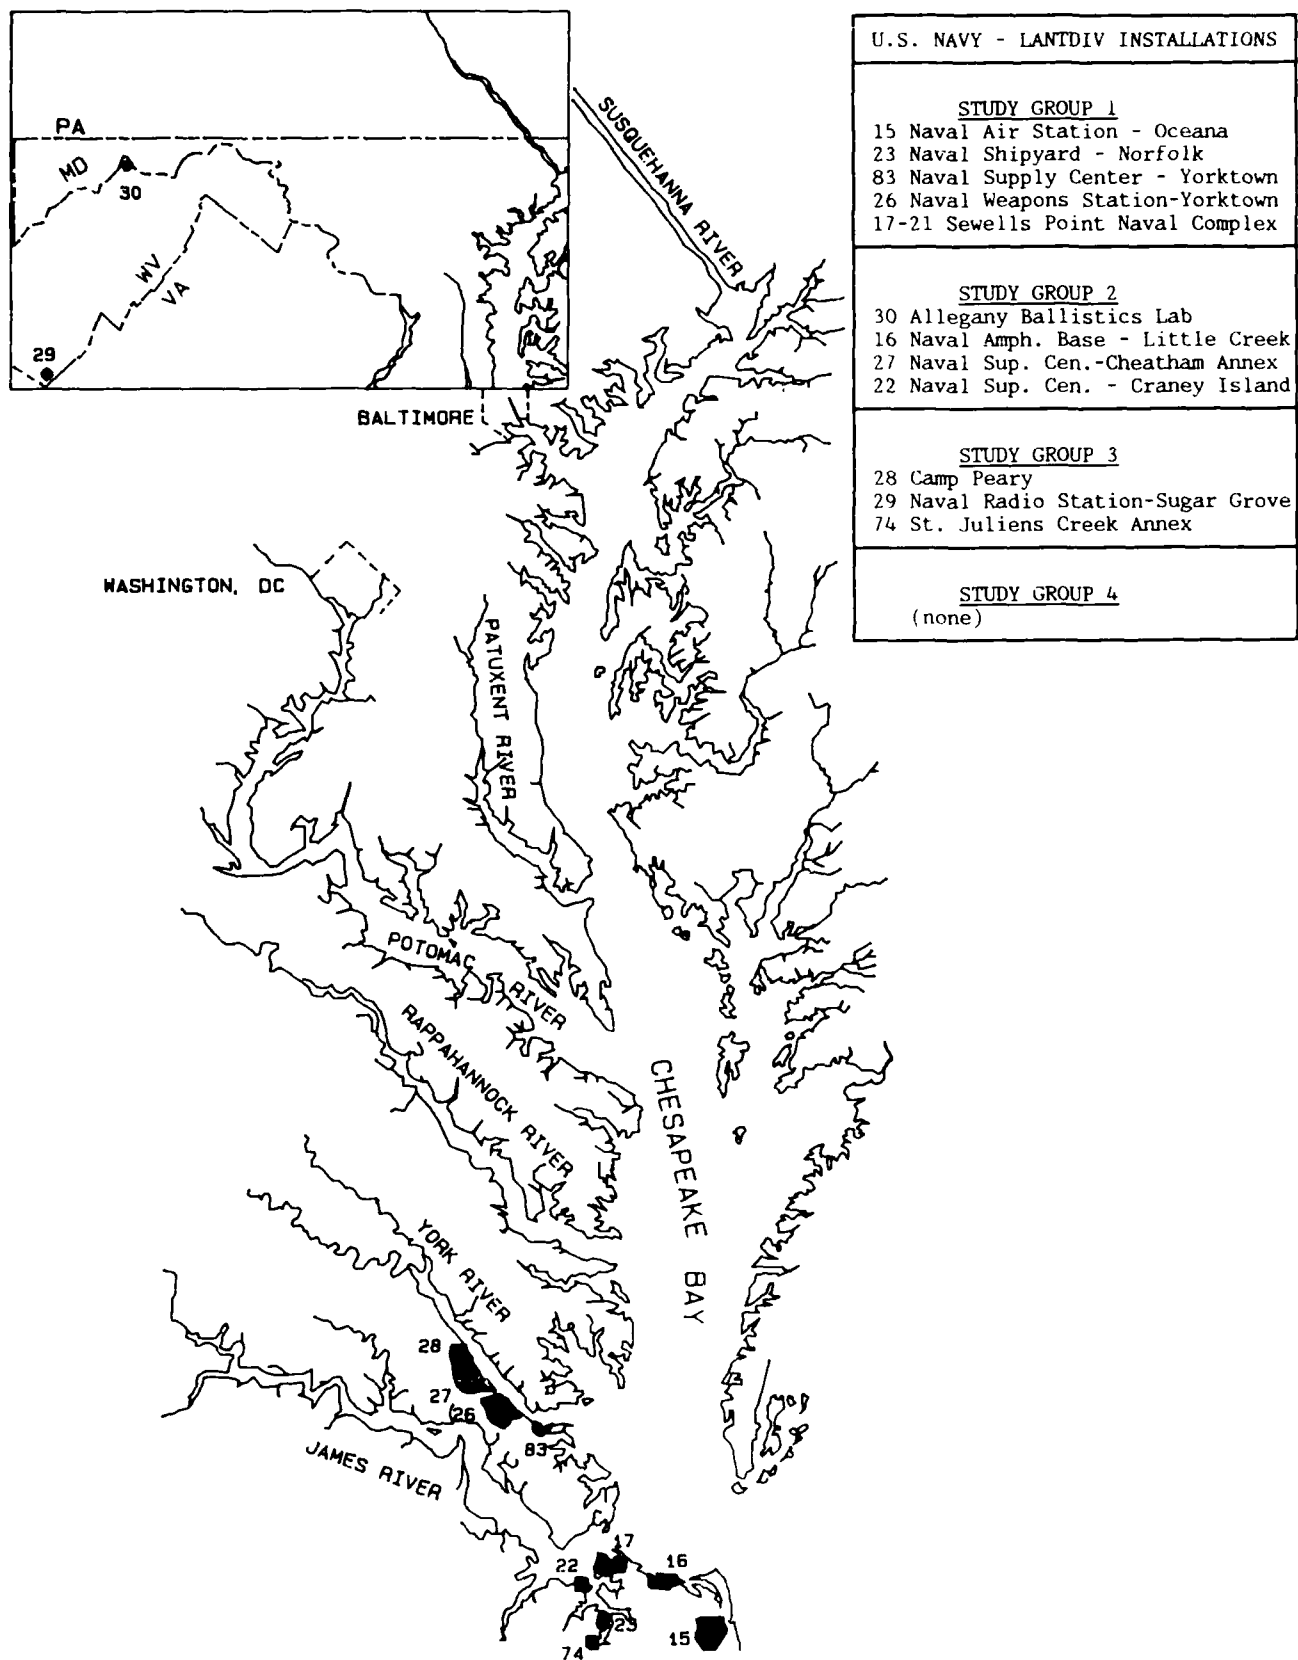 PA
MD
30
WV
VA
29
SUSQUEHANNA RIVER
BALTIMORE
WASHINGTON, DC
PATUXENT RIVER
POTOMAC RIVER
RAPPAHANNOCK RIVER
CHESAPEAKE BAY
YORK RIVER
28
27
26
83
JAMES RIVER
17
22
16
23
15
74
U.S. NAVY - LANTDIV INSTALLATIONS
STUDY GROUP 1
15 Naval Air Station - Oceana
23 Naval Shipyard - Norfolk
83 Naval Supply Center - Yorktown
26 Naval Weapons Station-Yorktown
17-21 Sewells Point Naval Complex
STUDY GROUP 2
30 Allegany Ballistics Lab
16 Naval Amph. Base - Little Creek
27 Naval Sup. Cen.-Cheatham Annex
22 Naval Sup. Cen. - Craney Island
STUDY GROUP 3
28 Camp Peary
29 Naval Radio Station-Sugar Grove
74 St. Juliens Creek Annex
STUDY GROUP 4
(none)